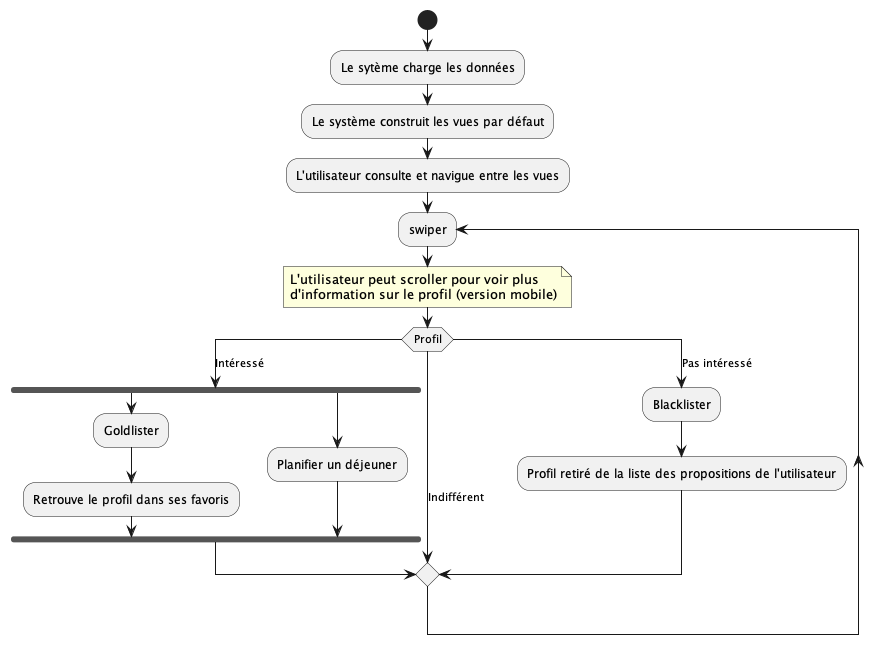 Le sytème charge les données
Le système construit les vues par défaut
L'utilisateur consulte et navigue entre les vues
swiper
L'utilisateur peut scroller pour voir plus
d'information sur le profil (version mobile)
Profil
Intéressé
Pas intéressé
Goldlister
Blacklister
Planifier un déjeuner
Profil retiré de la liste des propositions de l'utilisateur
Retrouve le profil dans ses favoris
Indifférent